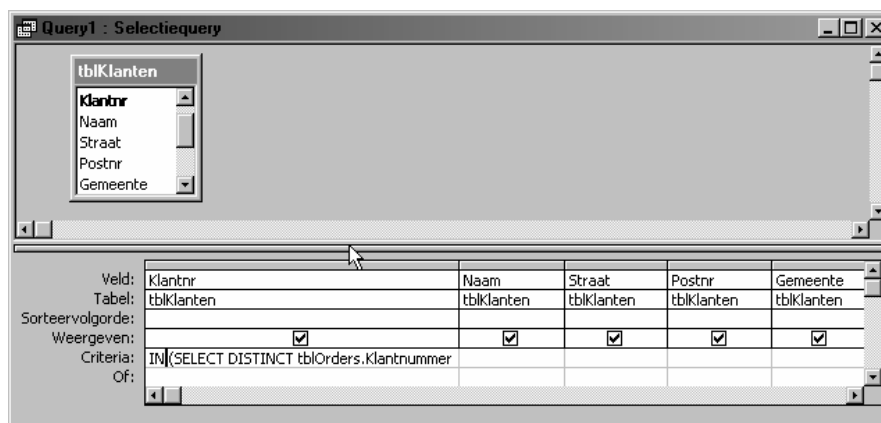 Query1 : Selectiequery
tblKlanten
Klantnr
Naam
Straat
Postnr
Gemeente
Veld: Klantnr Naam Straat Postnr Gemeente
Tabel: tblKlanten tblKlanten tblKlanten tblKlanten tblKlanten
Sorteervolgorde:
Weergeven:
Criteria: IN (SELECT DISTINCT tblOrders.Klantnummer
Of: